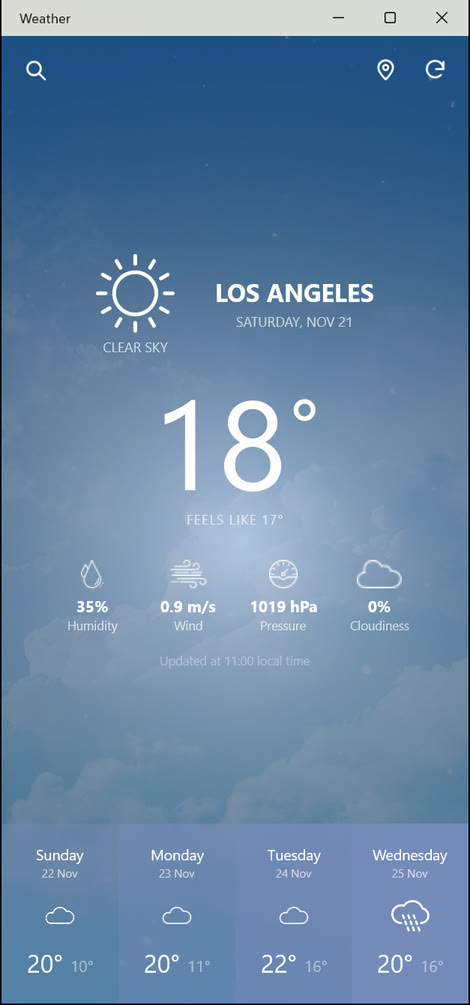 Weather
LOS ANGELES
SATURDAY, NOV 21
CLEAR SKY
18°
FEELS LIKE 17°
35% 0.9 m/s 1019 hPa 0%
Humidity Wind Pressure Cloudiness
Updated at 11:00 local time
Sunday Monday Tuesday Wednesday
22 Nov 23 Nov 24 Nov 25 Nov
20° 10° 20° 11° 22° 16° 20° 16°